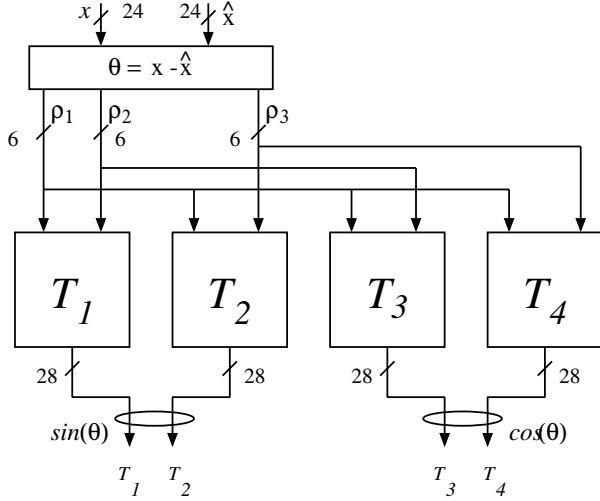 x 24 24 x̂
θ = x - x̂
ρ1 ρ2 ρ3
6 6 6
T1 T2 T3 T4
28 28 28 28
sin(θ) cos(θ)
T1 T2 T3 T4